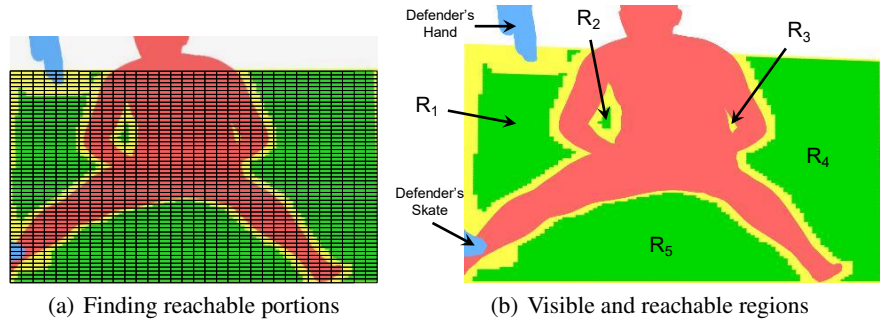 Defender's
Hand
R2
R3
R1
R4
Defender's
Skate
R5
(a) Finding reachable portions
(b) Visible and reachable regions